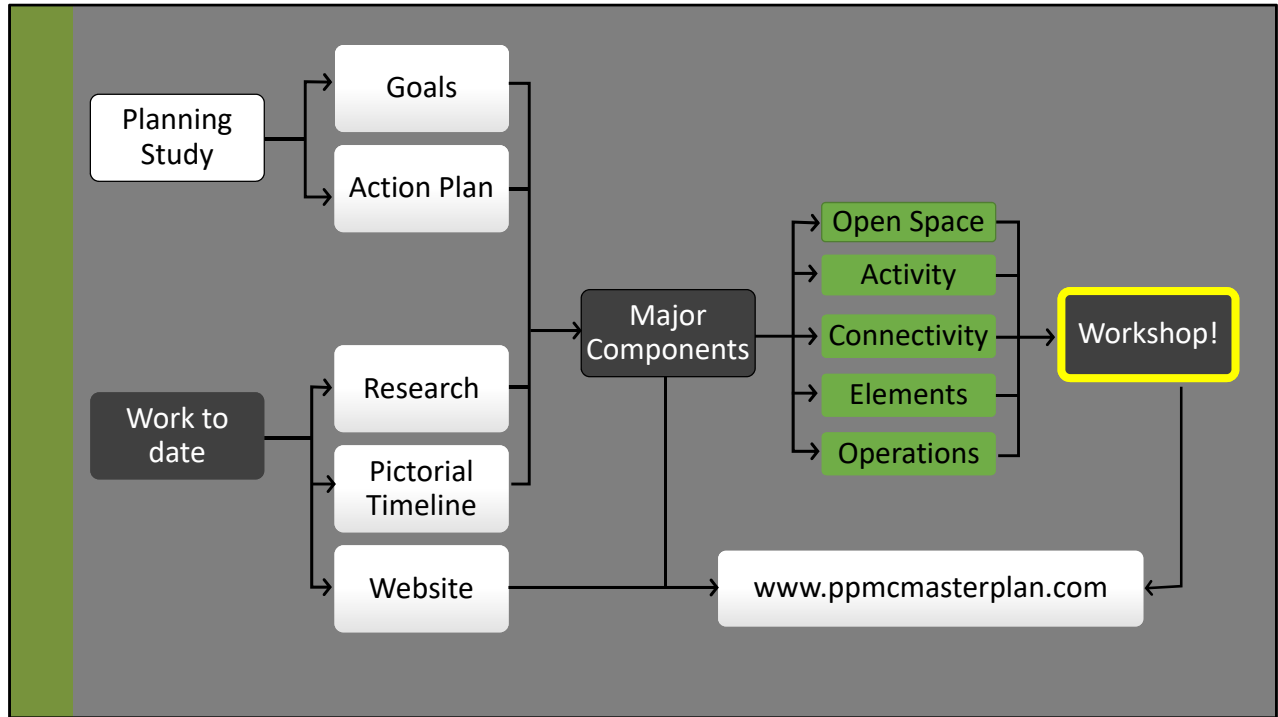 Goals
Planning
Study
Action Plan
Open Space
Activity
Major
Components
Connectivity
Workshop!
Research
Elements
Work to
date
Operations
Pictorial
Timeline
Website
www.ppmcmasterplan.com